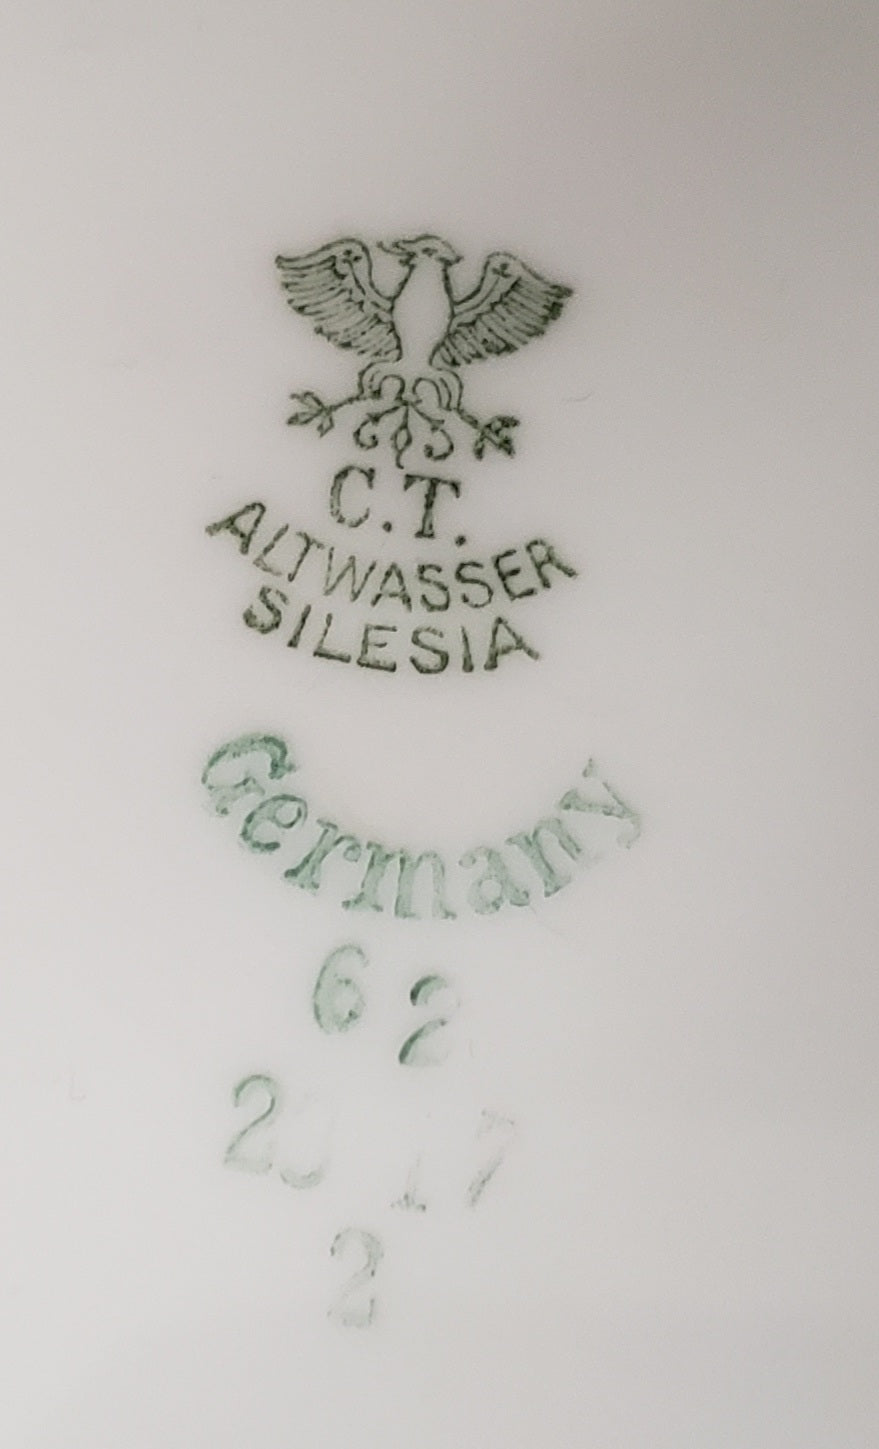 C.T.
ALTWASSER
SILESIA
Germany
6 2
2